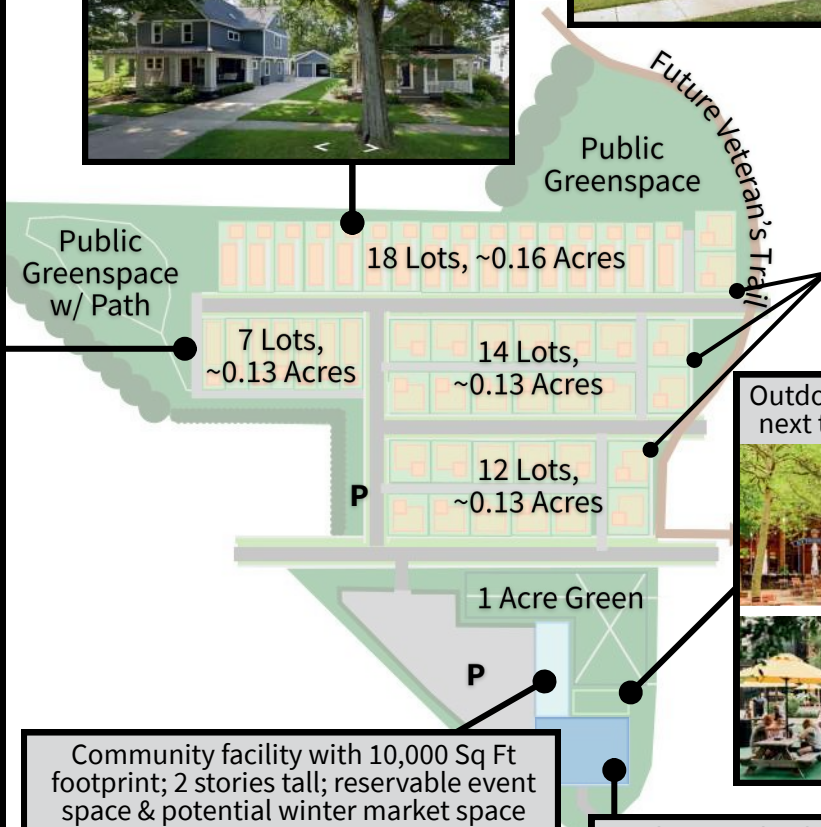 Future Veteran's Trail
Public
Greenspace
Public
Greenspace
w/ Path
18 Lots, ~0.16 Acres
7 Lots,
~0.13 Acres
14 Lots,
~0.13 Acres
12 Lots,
~0.13 Acres
P
1 Acre Green
P
Outdo
next t
Community facility with 10,000 Sq Ft
footprint; 2 stories tall; reservable event
space & potential winter market space